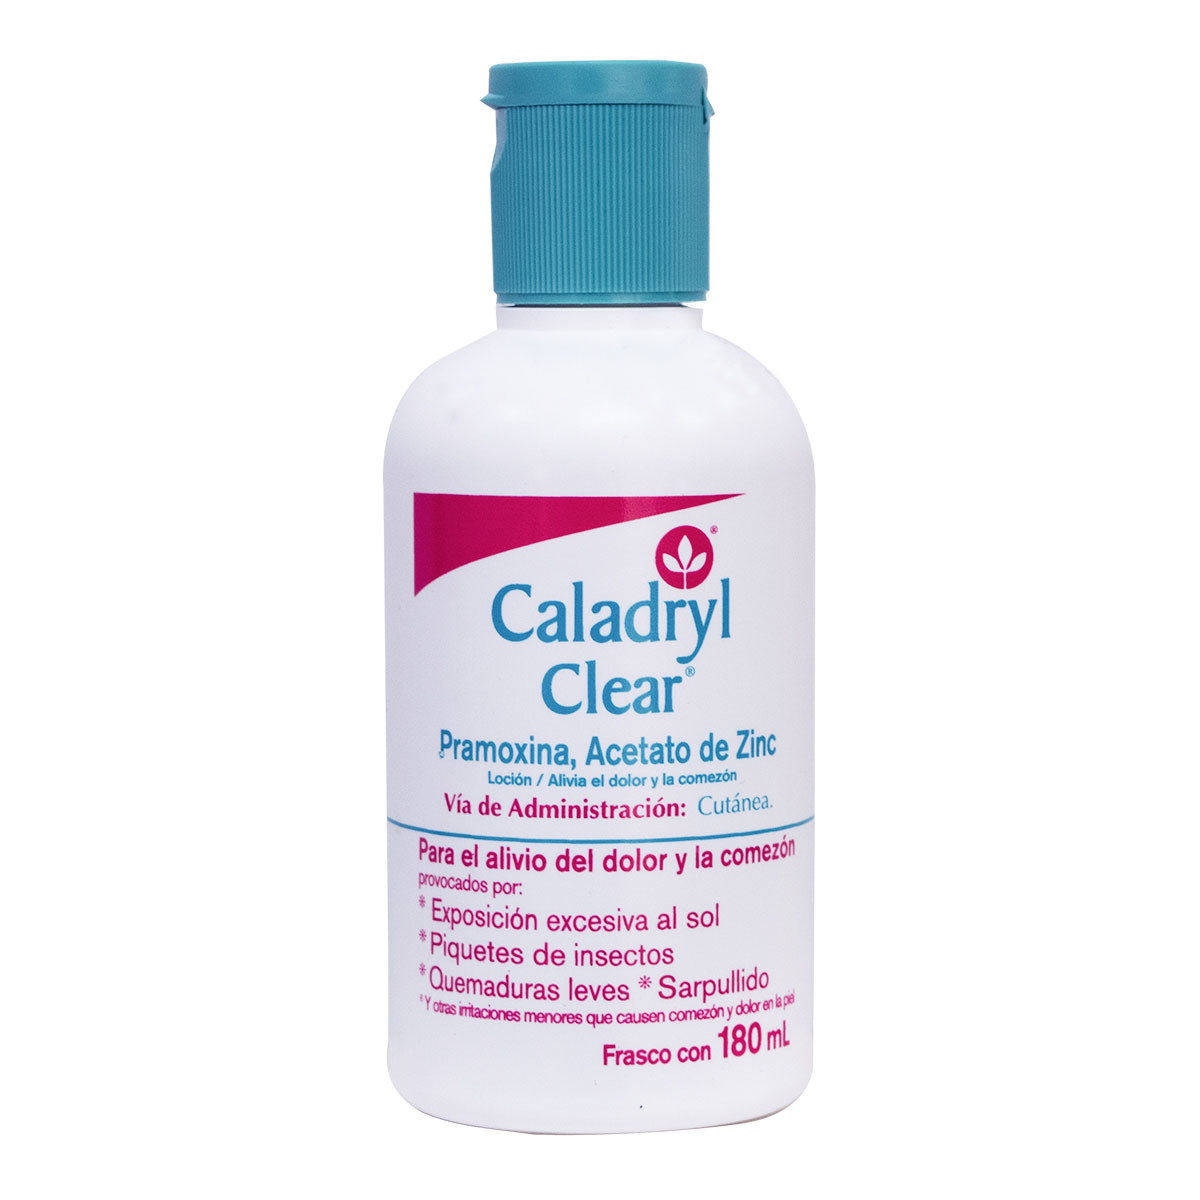 ®
Caladryl
Clear®
Pramoxina, Acetato de Zinc
Loción / Alivia el dolor y la comezón
Vía de Administración: Cutánea.
Para el alivio del dolor y la comezón
provocados por:
* Exposición excesiva al sol
* Piquetes de insectos
* Quemaduras leves * Sarpullido
* Y otras irritaciones menores que causen comezón y dolor en la piel
Frasco con 180 mL